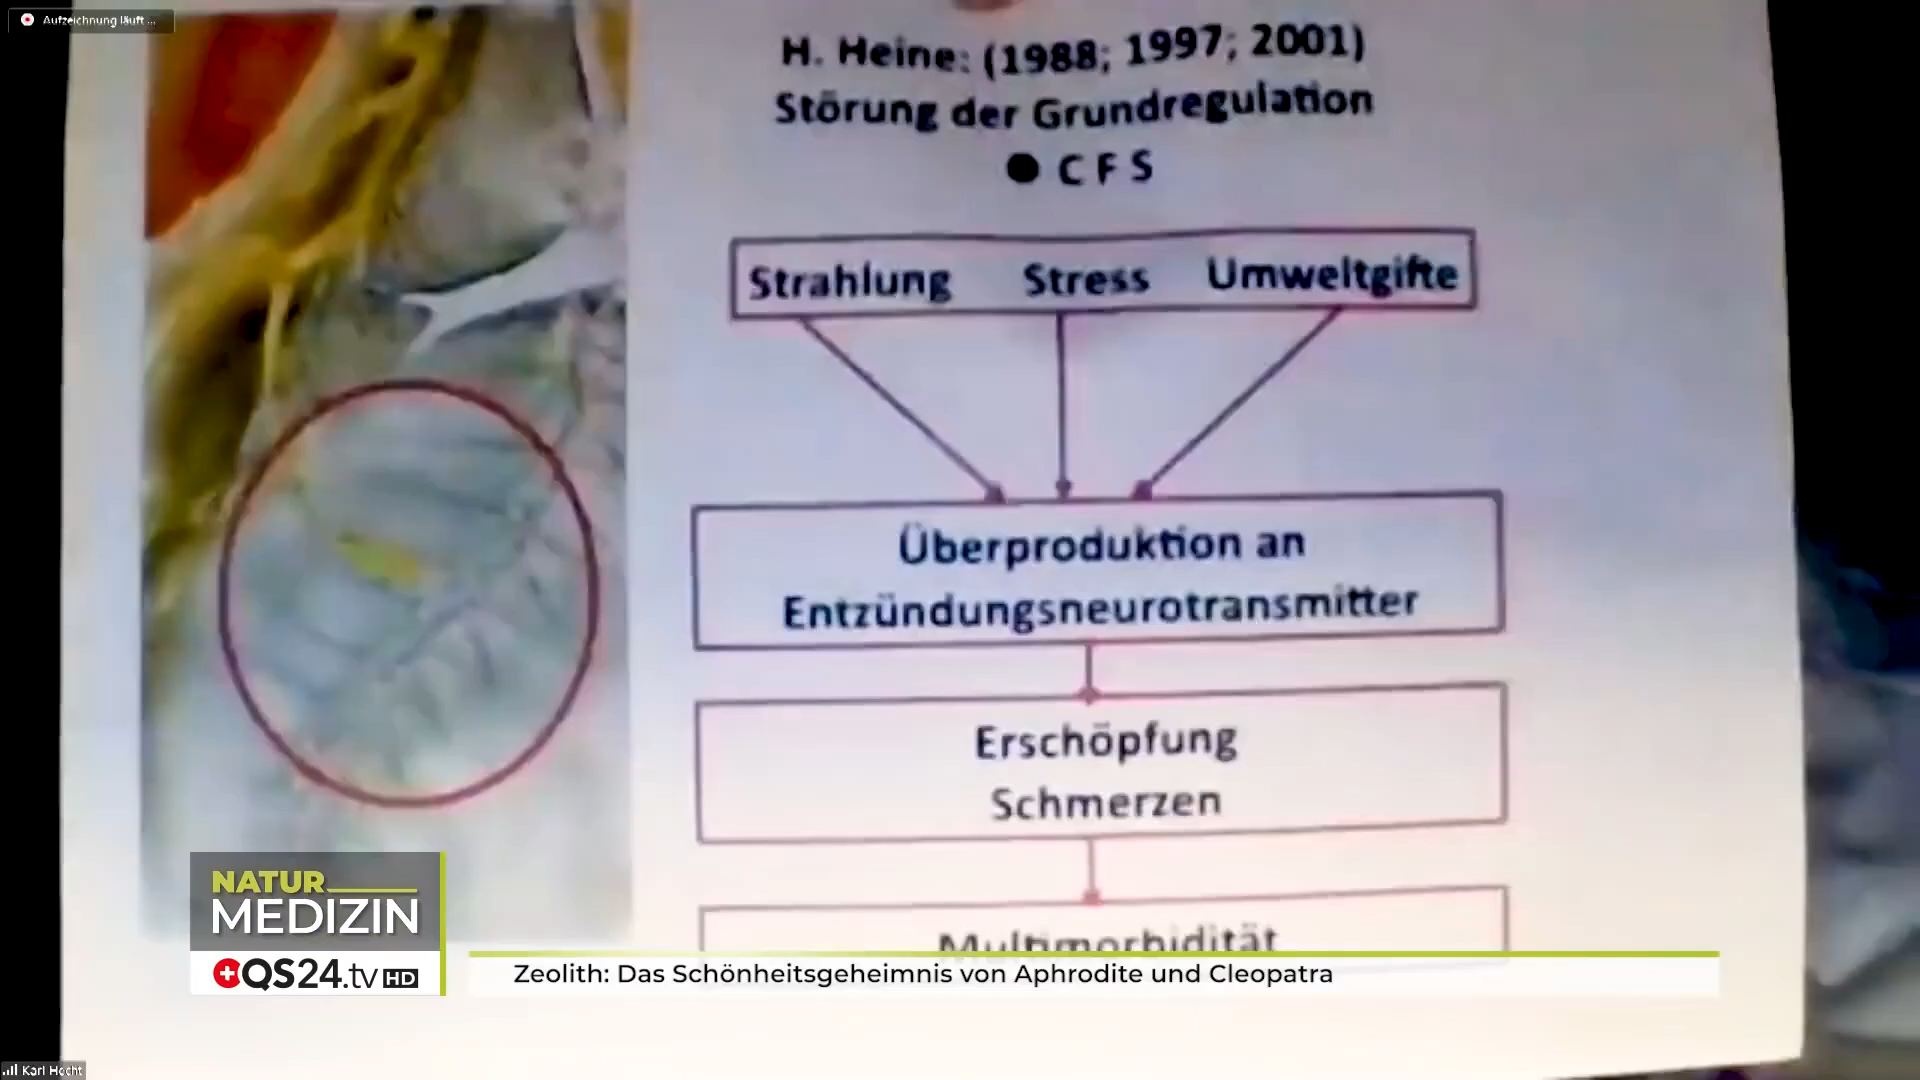 Aufzeichnung läuft ...
H. Heine: (1988; 1997; 2001)
Störung der Grundregulation
● C F S
Strahlung Stress Umweltgifte
Überproduktion an
Entzündungsneurotransmitter
Erschöpfung
Schmerzen
Multimorbidität
NATUR
MEDIZIN
QS24.tv HD
Zeolith: Das Schönheitsgeheimnis von Aphrodite und Cleopatra
Karl Hecht